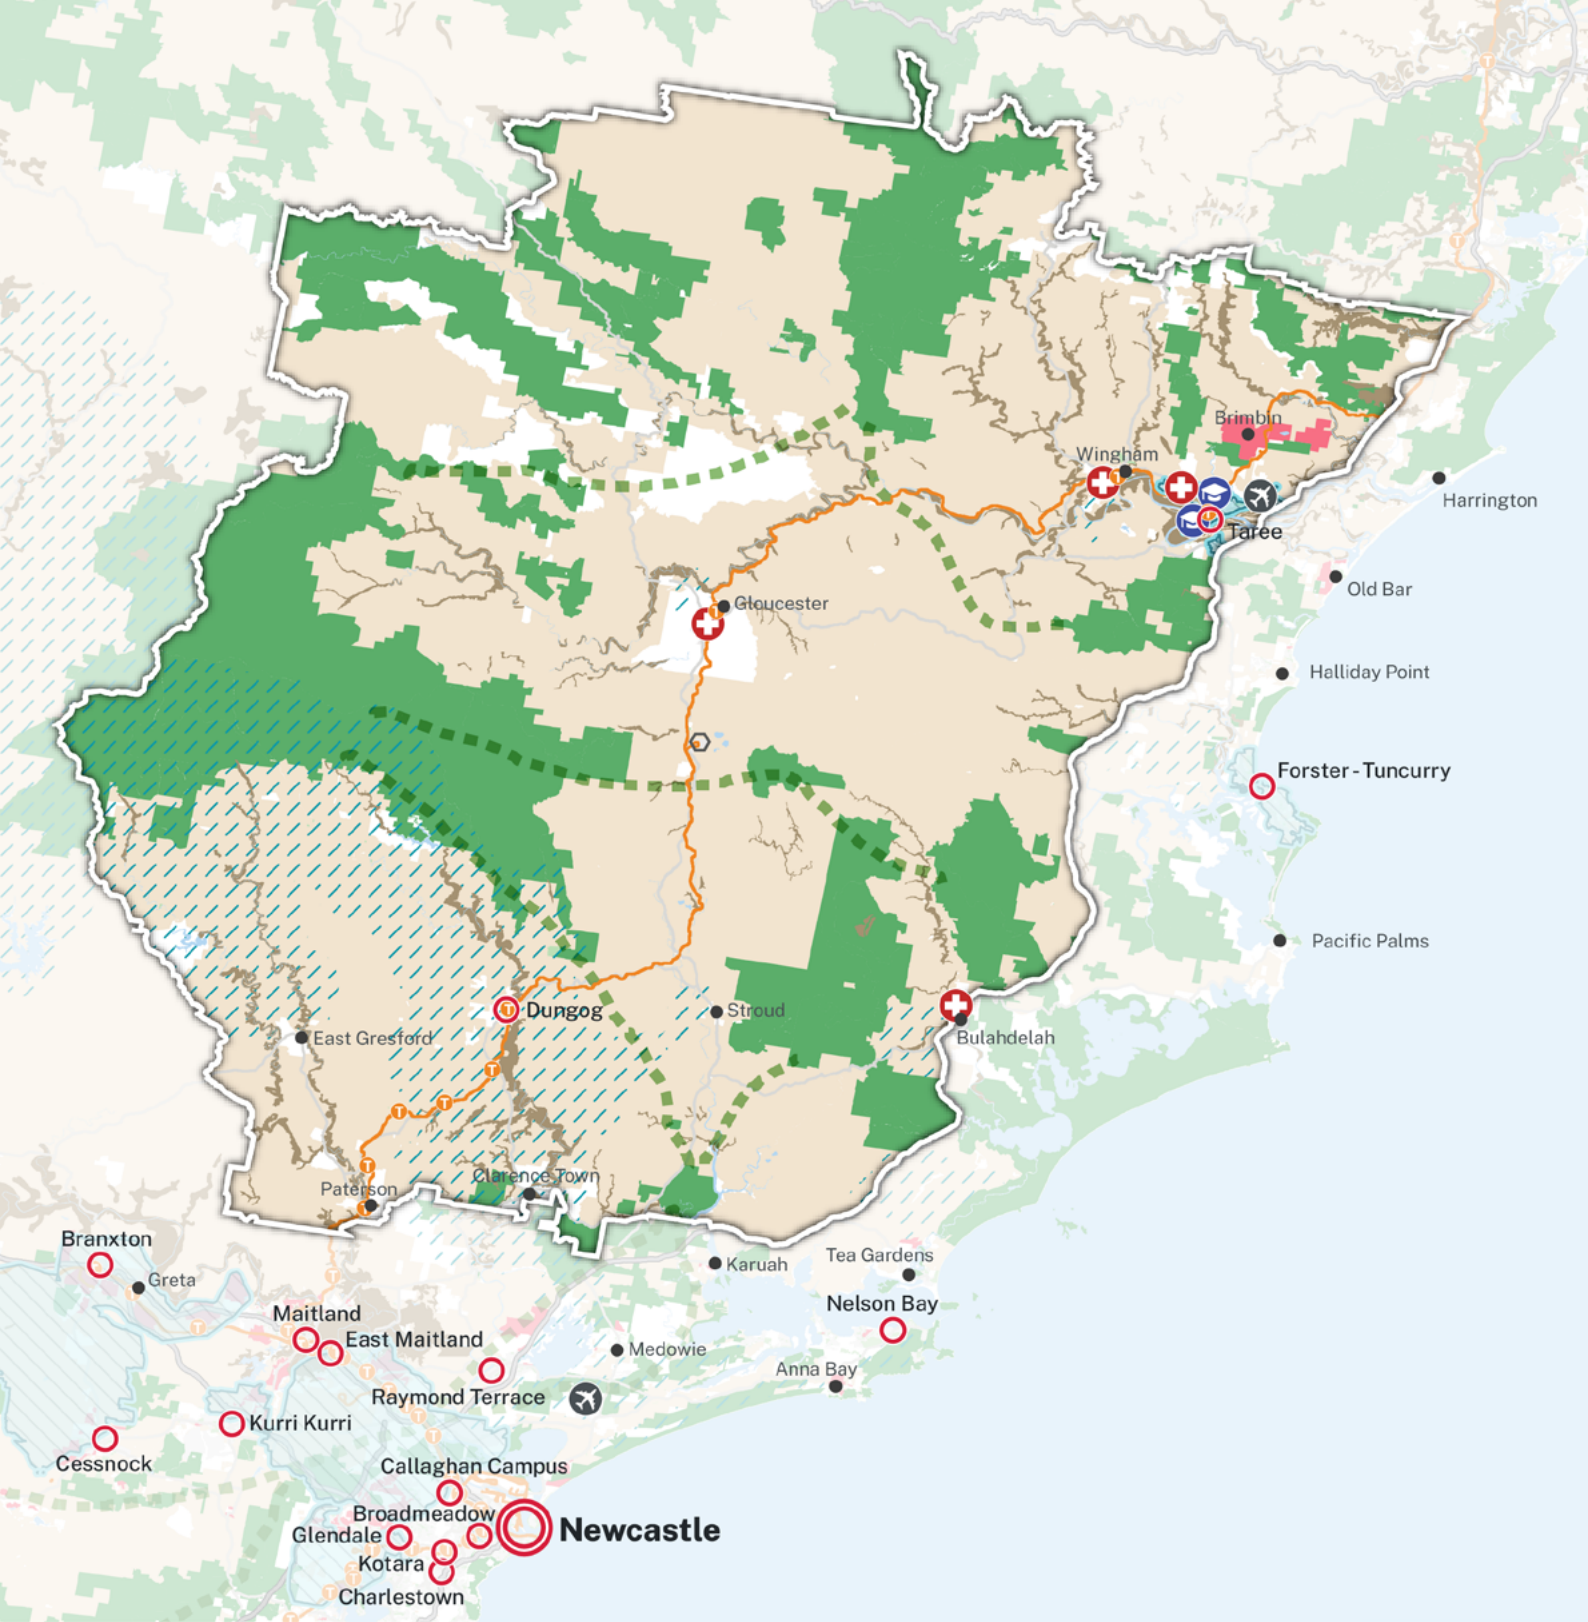 Brimbin
Wingham
Harrington
Taree
Old Bar
Gloucester
Halliday Point
Forster - Tuncurry
Pacific Palms
Dungog
Stroud
East Gresford
Bulahdelah
Clarence Town
Paterson
Branxton
Greta
Karuah
Tea Gardens
Nelson Bay
Maitland
East Maitland
Medowie
Anna Bay
Raymond Terrace
Kurri Kurri
Cessnock
Callaghan Campus
Broadmeadow
Glendale
Newcastle
Kotara
Charlestown